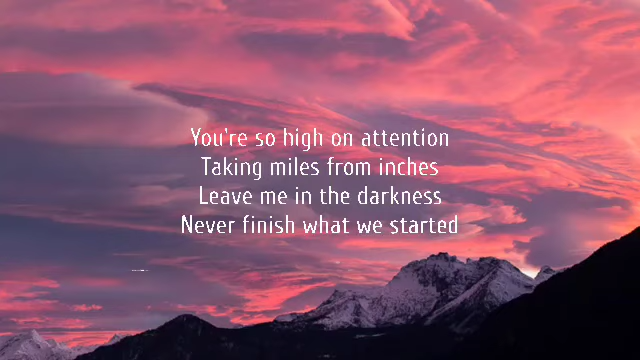 You're so high on attention
Taking miles from inches
Leave me in the darkness
Never finish what we started